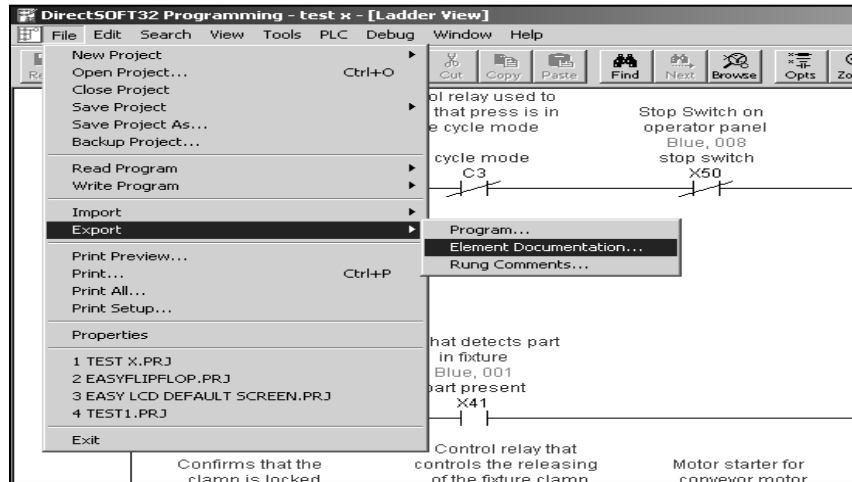 DirectSOFT32 Programming - test x - [Ladder View]
File Edit Search View Tools PLC Debug Window Help
Cut Copy Paste Find Next Browse Opts
New Project
Open Project... Ctrl+O
Close Project
Save Project
Save Project As...
Backup Project...
Read Program
Write Program
Import
Export
Print Preview...
Print... Ctrl+P
Print All...
Print Setup...
Properties
1 TEST X.PRJ
2 EASYFLIPFLOP.PRJ
3 EASY LCD DEFAULT SCREEN.PRJ
4 TEST1.PRJ
Exit
Program...
Element Documentation...
Rung Comments...
ol relay used to
that press is in
e cycle mode
cycle mode
C3
Stop Switch on
operator panel
Blue, 008
stop switch
X50
hat detects part
in fixture
Blue, 001
part present
X41
Confirms that the
clamp is locked
Control relay that
controls the releasing
of the fixture clamp
Motor starter for
conveyor motor